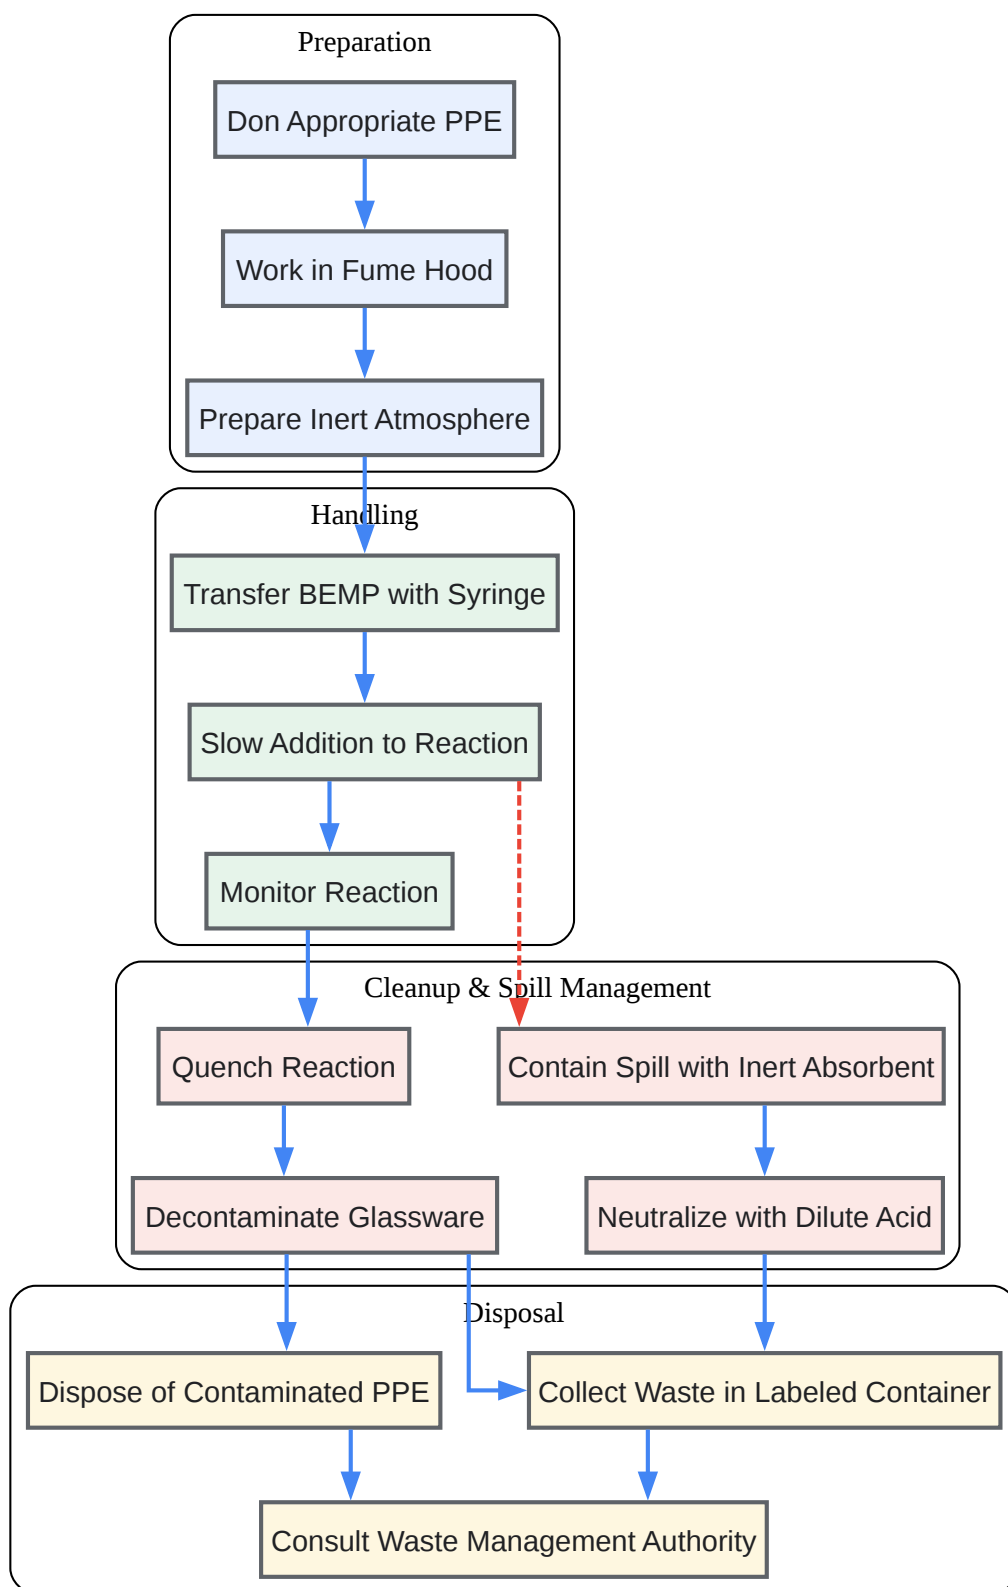 Preparation
Don Appropriate PPE
Work in Fume Hood
Prepare Inert Atmosphere
Handling
Transfer BEMP with Syringe
Slow Addition to Reaction
Monitor Reaction
Cleanup & Spill Management
Quench Reaction
Contain Spill with Inert Absorbent
Decontaminate Glassware
Neutralize with Dilute Acid
Disposal
Dispose of Contaminated PPE
Collect Waste in Labeled Container
Consult Waste Management Authority